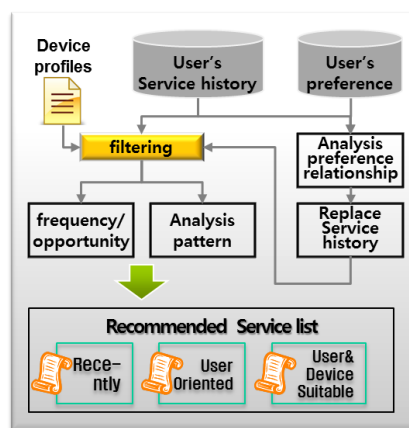 Device
profiles
User's
Service history
User's
preference
filtering
Analysis
preference
relationship
frequency/
opportunity
Analysis
pattern
Replace
Service
history
Recommended Service list
Rece-
ntly
User
Oriented
User&
Device
Suitable